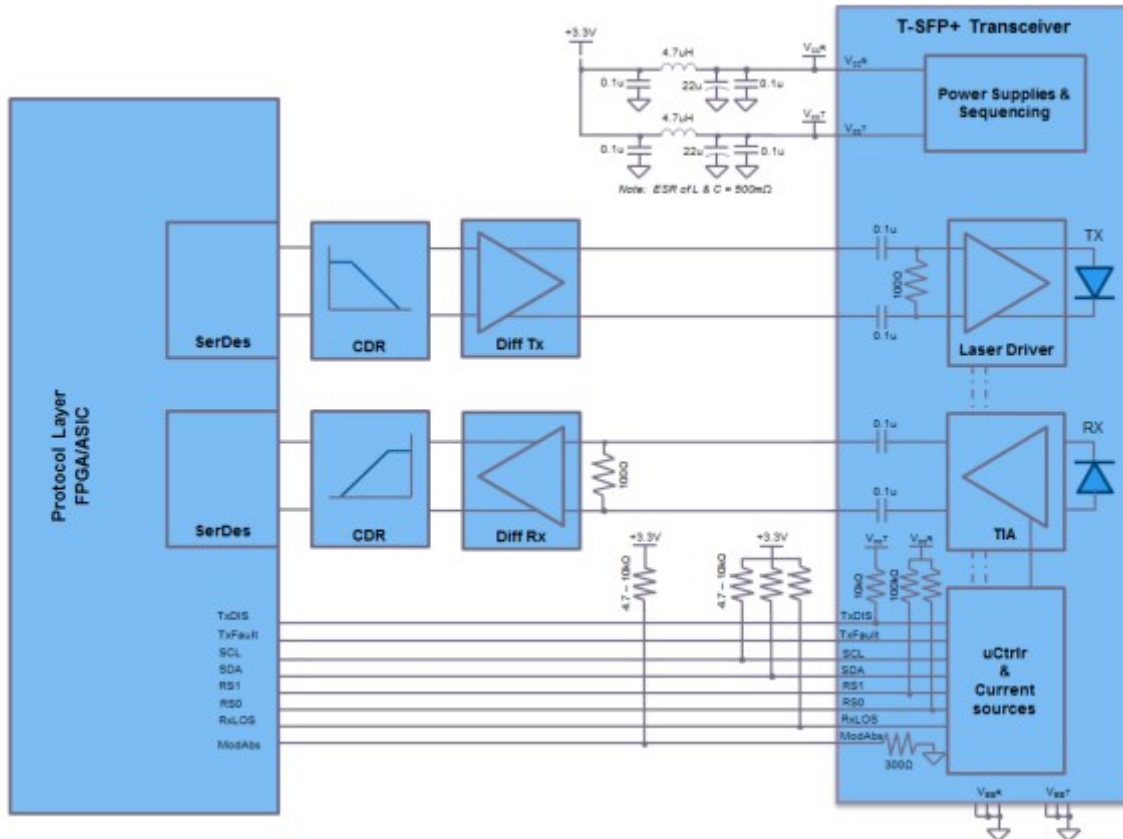 T-SFP+ Transceiver
+3.3V
4.7uH
VccR
VccR
0.1u
22u
0.1u
Power Supplies &
Sequencing
4.7uH
VccT
VccT
0.1u
22u
0.1u
Note: ESR of L & C = 500mΩ
Protocol Layer
FPGA/ASIC
SerDes
CDR
Diff Tx
0.1u
100Ω
0.1u
TX
Laser Driver
SerDes
CDR
Diff Rx
100Ω
0.1u
0.1u
RX
TIA
+3.3V
4.7 – 10kΩ
+3.3V
4.7 – 10kΩ
VccT
VccR
10kΩ
100kΩ
TxDIS
TxFault
SCL
SDA
RS1
RS0
RxLOS
ModAbs
TxDIS
TxFault
SCL
SDA
RS1
RS0
RxLOS
ModAbs
300Ω
uCtrlr
&
Current
sources
VeeR
VeeT